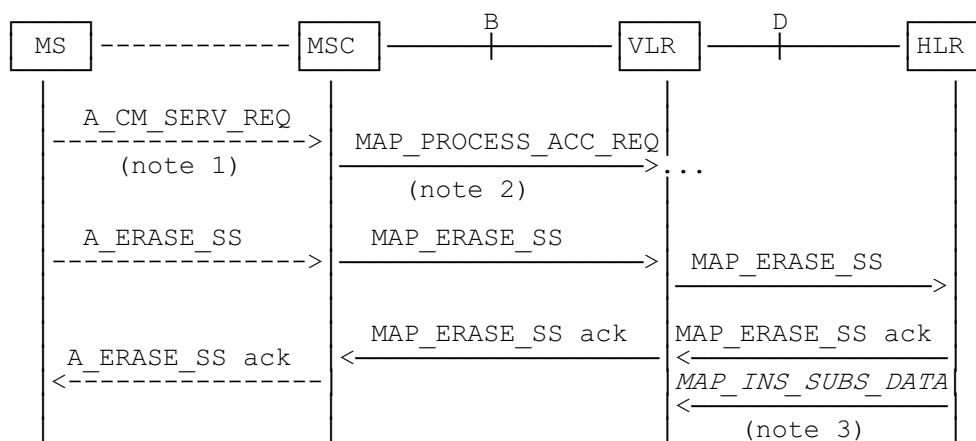 B D
MS MSC VLR HLR
A_CM_SERV_REQ
MAP_PROCESS_ACC_REQ
(note 1)
(note 2) ...
A_ERASE_SS MAP_ERASE_SS
MAP_ERASE_SS
MAP_ERASE_SS ack MAP_ERASE_SS ack
A_ERASE_SS ack
MAP_INS_SUBS_DATA
(note 3)